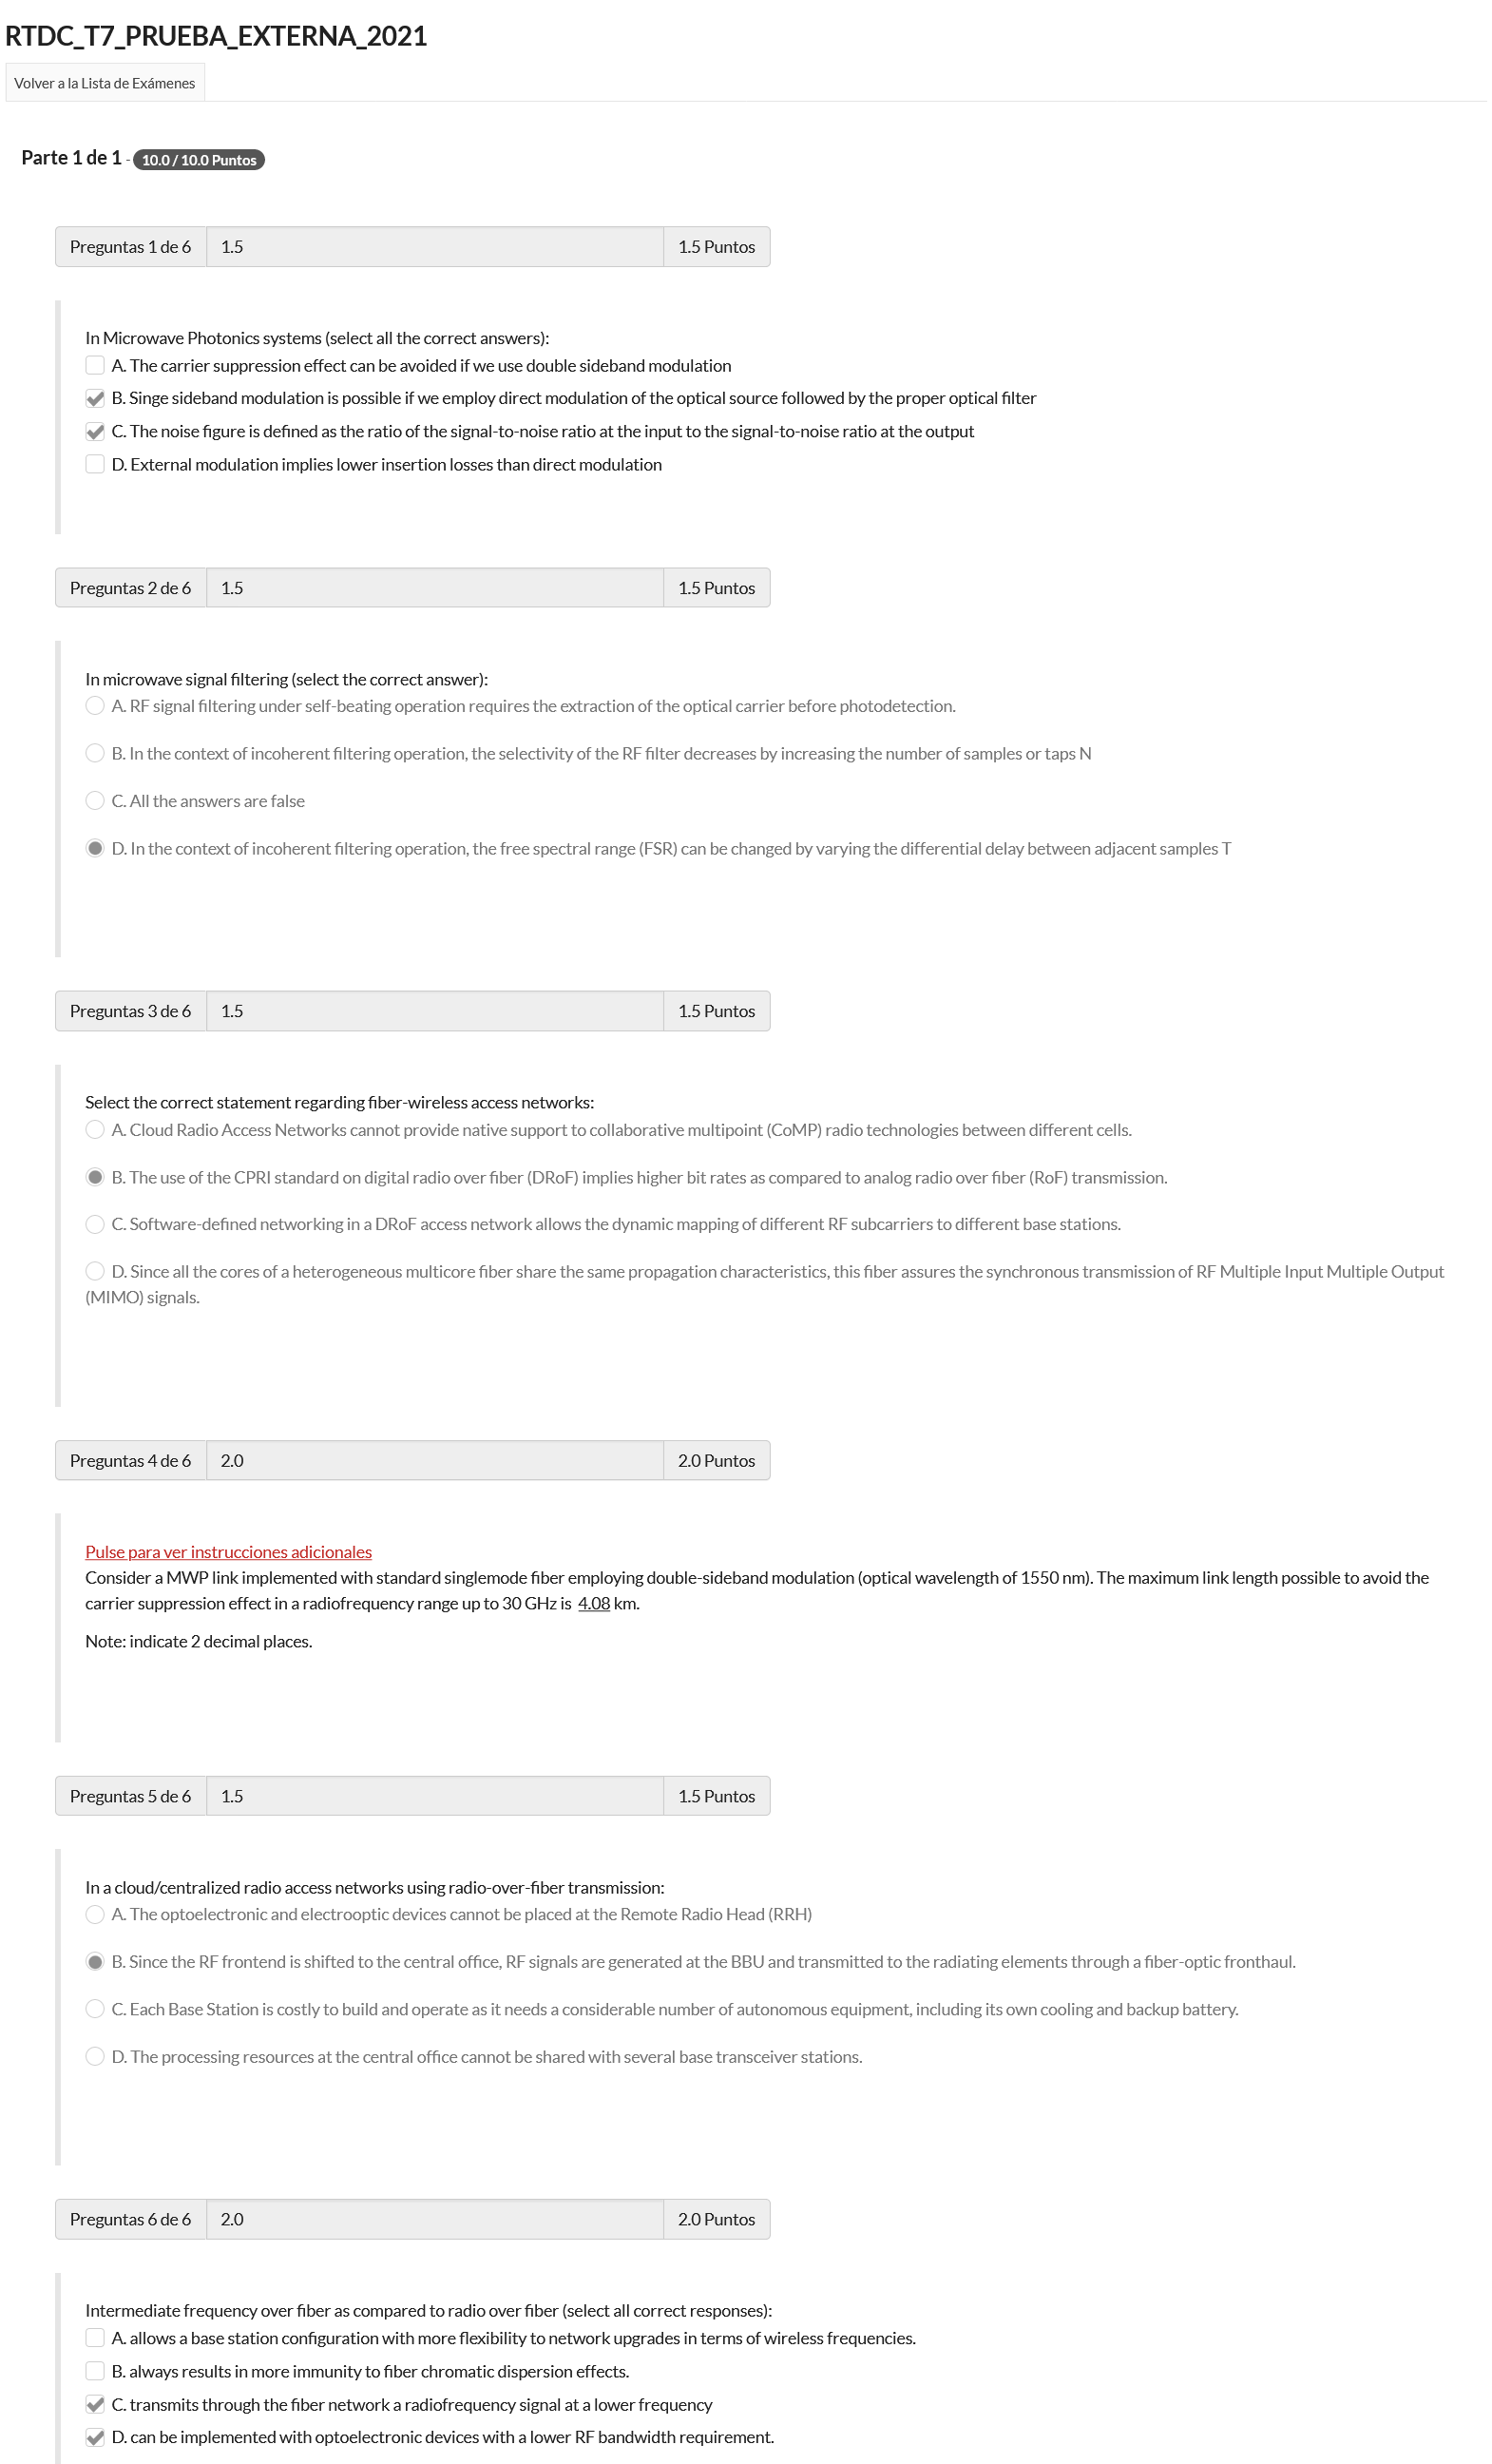 RTDC_T7_PRUEBA_EXTERNA_2021
Volver a la Lista de Exámenes
Parte 1 de 1 - 10.0 / 10.0 Puntos
Preguntas 1 de 6 1.5 1.5 Puntos
In Microwave Photonics systems (select all the correct answers):
A. The carrier suppression effect can be avoided if we use double sideband modulation
B. Singe sideband modulation is possible if we employ direct modulation of the optical source followed by the proper optical filter
C. The noise figure is defined as the ratio of the signal-to-noise ratio at the input to the signal-to-noise ratio at the output
D. External modulation implies lower insertion losses than direct modulation
Preguntas 2 de 6 1.5 1.5 Puntos
In microwave signal filtering (select the correct answer):
A. RF signal filtering under self-beating operation requires the extraction of the optical carrier before photodetection.
B. In the context of incoherent filtering operation, the selectivity of the RF filter decreases by increasing the number of samples or taps N
C. All the answers are false
D. In the context of incoherent filtering operation, the free spectral range (FSR) can be changed by varying the differential delay between adjacent samples T
Preguntas 3 de 6 1.5 1.5 Puntos
Select the correct statement regarding fiber-wireless access networks:
A. Cloud Radio Access Networks cannot provide native support to collaborative multipoint (CoMP) radio technologies between different cells.
B. The use of the CPRI standard on digital radio over fiber (DRoF) implies higher bit rates as compared to analog radio over fiber (RoF) transmission.
C. Software-defined networking in a DRoF access network allows the dynamic mapping of different RF subcarriers to different base stations.
D. Since all the cores of a heterogeneous multicore fiber share the same propagation characteristics, this fiber assures the synchronous transmission of RF Multiple Input Multiple Output
(MIMO) signals.
Preguntas 4 de 6 2.0 2.0 Puntos
Pulse para ver instrucciones adicionales
Consider a MWP link implemented with standard singlemode fiber employing double-sideband modulation (optical wavelength of 1550 nm). The maximum link length possible to avoid the
carrier suppression effect in a radiofrequency range up to 30 GHz is 4.08 km.
Note: indicate 2 decimal places.
Preguntas 5 de 6 1.5 1.5 Puntos
In a cloud/centralized radio access networks using radio-over-fiber transmission:
A. The optoelectronic and electrooptic devices cannot be placed at the Remote Radio Head (RRH)
B. Since the RF frontend is shifted to the central office, RF signals are generated at the BBU and transmitted to the radiating elements through a fiber-optic fronthaul.
C. Each Base Station is costly to build and operate as it needs a considerable number of autonomous equipment, including its own cooling and backup battery.
D. The processing resources at the central office cannot be shared with several base transceiver stations.
Preguntas 6 de 6 2.0 2.0 Puntos
Intermediate frequency over fiber as compared to radio over fiber (select all correct responses):
A. allows a base station configuration with more flexibility to network upgrades in terms of wireless frequencies.
B. always results in more immunity to fiber chromatic dispersion effects.
C. transmits through the fiber network a radiofrequency signal at a lower frequency
D. can be implemented with optoelectronic devices with a lower RF bandwidth requirement.